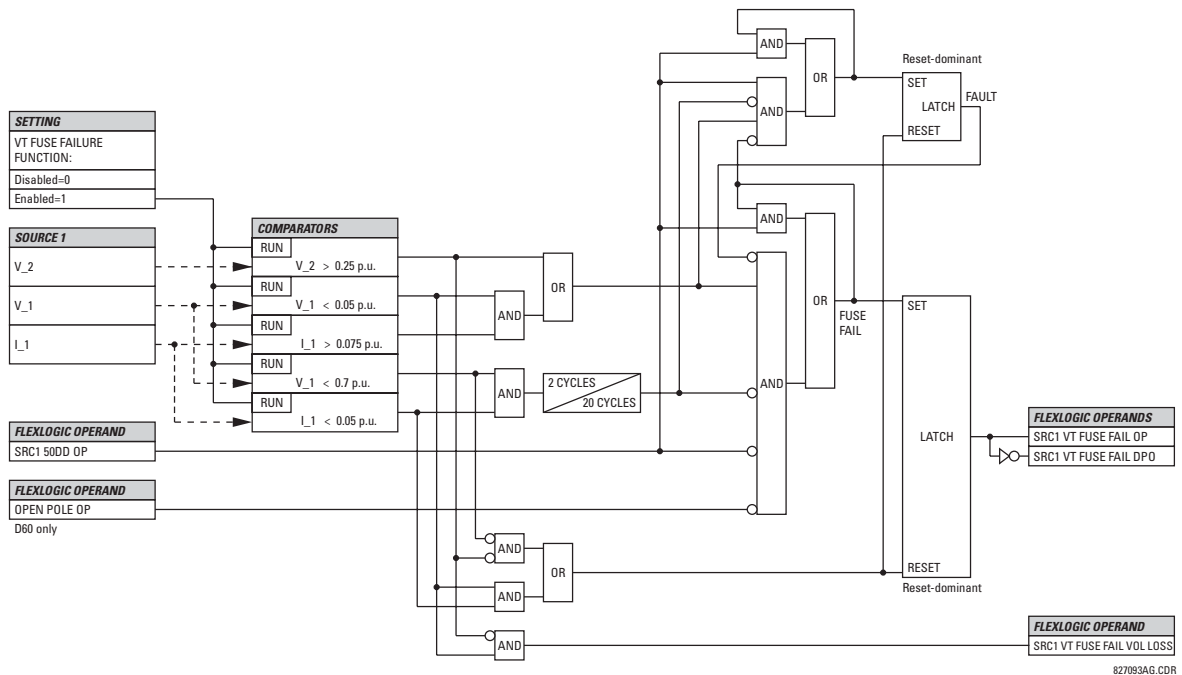 SETTING
VT FUSE FAILURE
FUNCTION:
Disabled=0
Enabled=1
SOURCE 1
V_2
V_1
I_1
FLEXLOGIC OPERAND
SRC1 50DD OP
FLEXLOGIC OPERAND
OPEN POLE OP
D60 only
COMPARATORS
RUN
V_2 > 0.25 p.u.
RUN
V_1 < 0.05 p.u.
RUN
I_1 > 0.075 p.u.
RUN
V_1 < 0.7 p.u.
RUN
I_1 < 0.05 p.u.
AND
OR
AND
2 CYCLES
20 CYCLES
AND
AND
OR
AND
AND
OR
AND
AND
OR
AND
FUSE
FAIL
Reset-dominant
SET
LATCH
FAULT
RESET
SET
LATCH
RESET
Reset-dominant
FLEXLOGIC OPERANDS
SRC1 VT FUSE FAIL OP
SRC1 VT FUSE FAIL DPO
FLEXLOGIC OPERAND
SRC1 VT FUSE FAIL VOL LOSS
827093AG.CDR